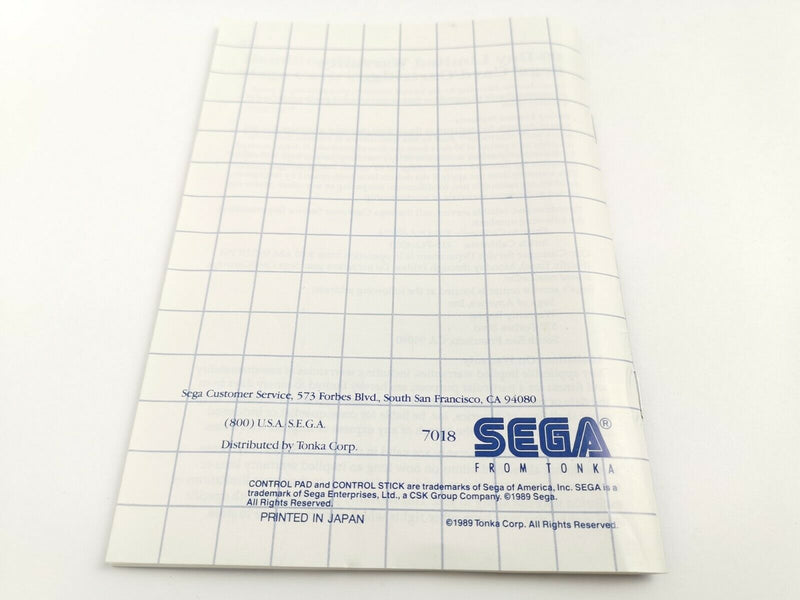 Sega Customer Service, 573 Forbes Blvd., South San Francisco, CA 94080
(800) U.S.A. S.E.G.A.
Distributed by Tonka Corp.
7018
SEGA®
FROM TONKA
CONTROL PAD and CONTROL STICK are trademarks of Sega of America, Inc. SEGA is a
trademark of Sega Enterprises, Ltd., a CSK Group Company. ©1989 Sega.
All Rights Reserved.
PRINTED IN JAPAN
©1989 Tonka Corp. All Rights Reserved.